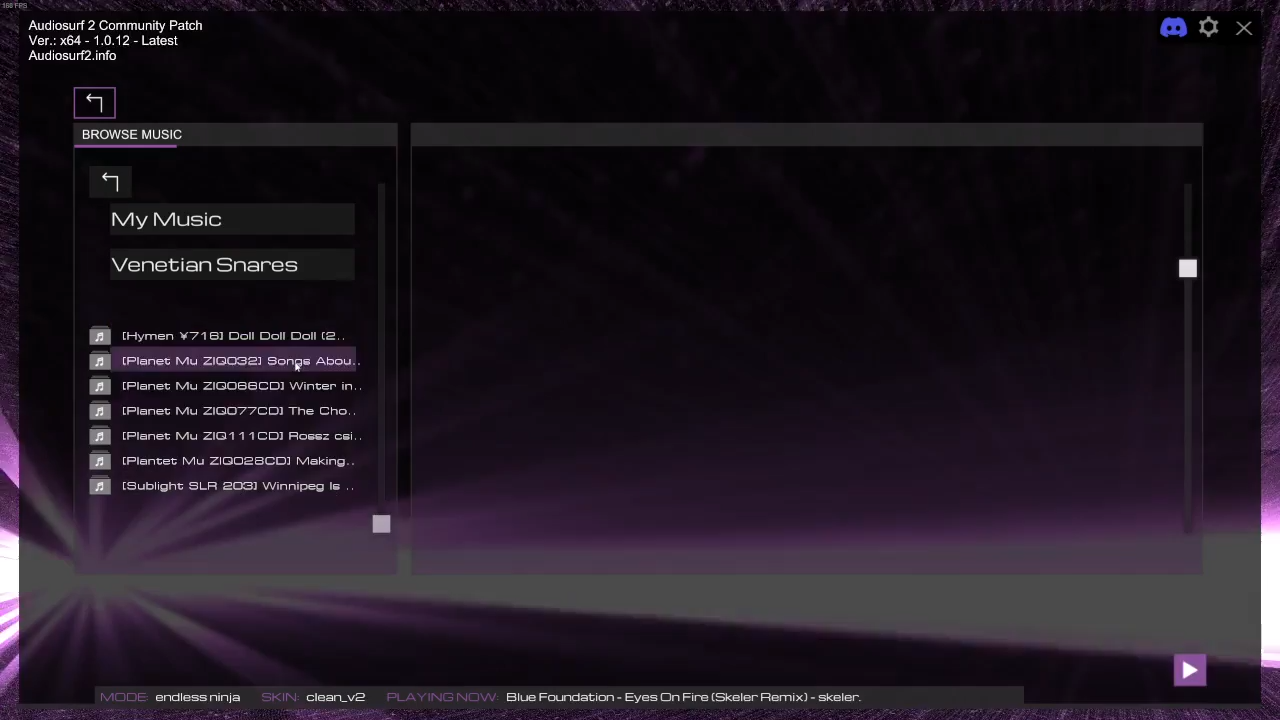 160 FPS
Audiosurf 2 Community Patch
Ver.: x64 - 1.0.12 - Latest
Audiosurf2.info
BROWSE MUSIC
My Music
Venetian Snares
[Hymen ¥716] Doll Doll Doll (2..
[Planet Mu ZIQ032] Songs Abou..
[Planet Mu ZIQ066CD] Winter in..
[Planet Mu ZIQ077CD] The Cho..
[Planet Mu ZIQ111CD] Rossz csi..
[Plantet Mu ZIQ028CD] Making..
[Sublight SLR 203] Winnipeg Is ..
MODE: endless ninja SKIN: clean_v2 PLAYING NOW: Blue Foundation - Eyes On Fire (Skeler Remix) - skeler.